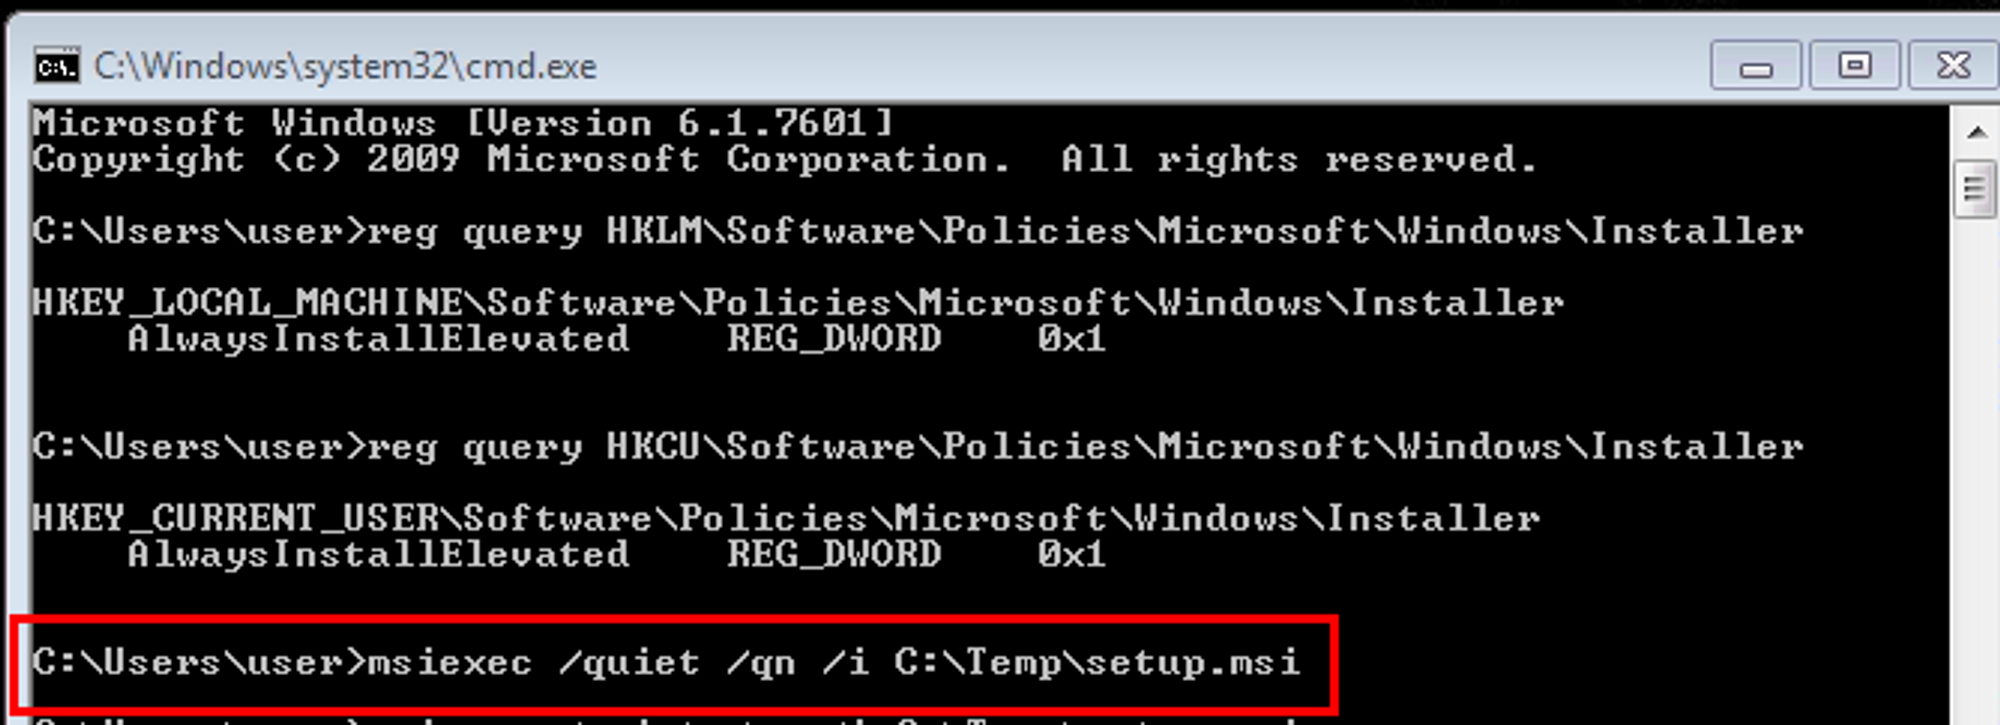 C:\Windows\system32\cmd.exe
Microsoft Windows [Version 6.1.7601]
Copyright (c) 2009 Microsoft Corporation.  All rights reserved.
C:\Users\user>reg query HKLM\Software\Policies\Microsoft\Windows\Installer
HKEY_LOCAL_MACHINE\Software\Policies\Microsoft\Windows\Installer
    AlwaysInstallElevated    REG_DWORD    0x1
C:\Users\user>reg query HKCU\Software\Policies\Microsoft\Windows\Installer
HKEY_CURRENT_USER\Software\Policies\Microsoft\Windows\Installer
    AlwaysInstallElevated    REG_DWORD    0x1
C:\Users\user>msiexec /quiet /qn /i C:\Temp\setup.msi